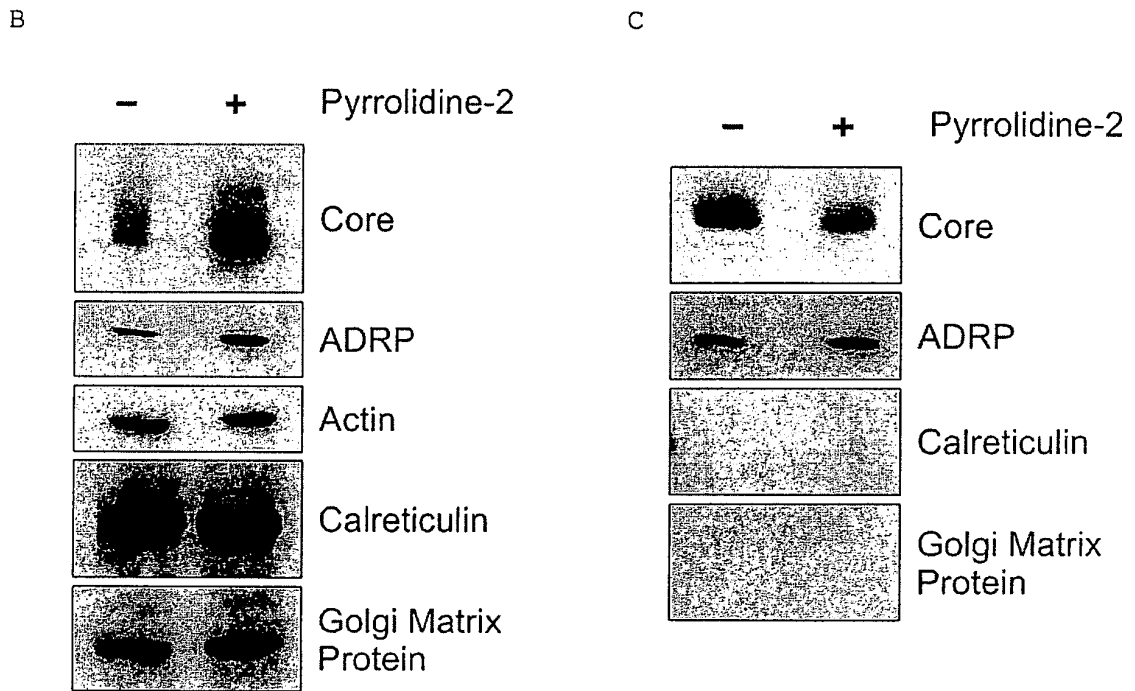 B
− + Pyrrolidine-2
Core
ADRP
Actin
Calreticulin
Golgi Matrix
Protein
C
− + Pyrrolidine-2
Core
ADRP
Calreticulin
Golgi Matrix
Protein